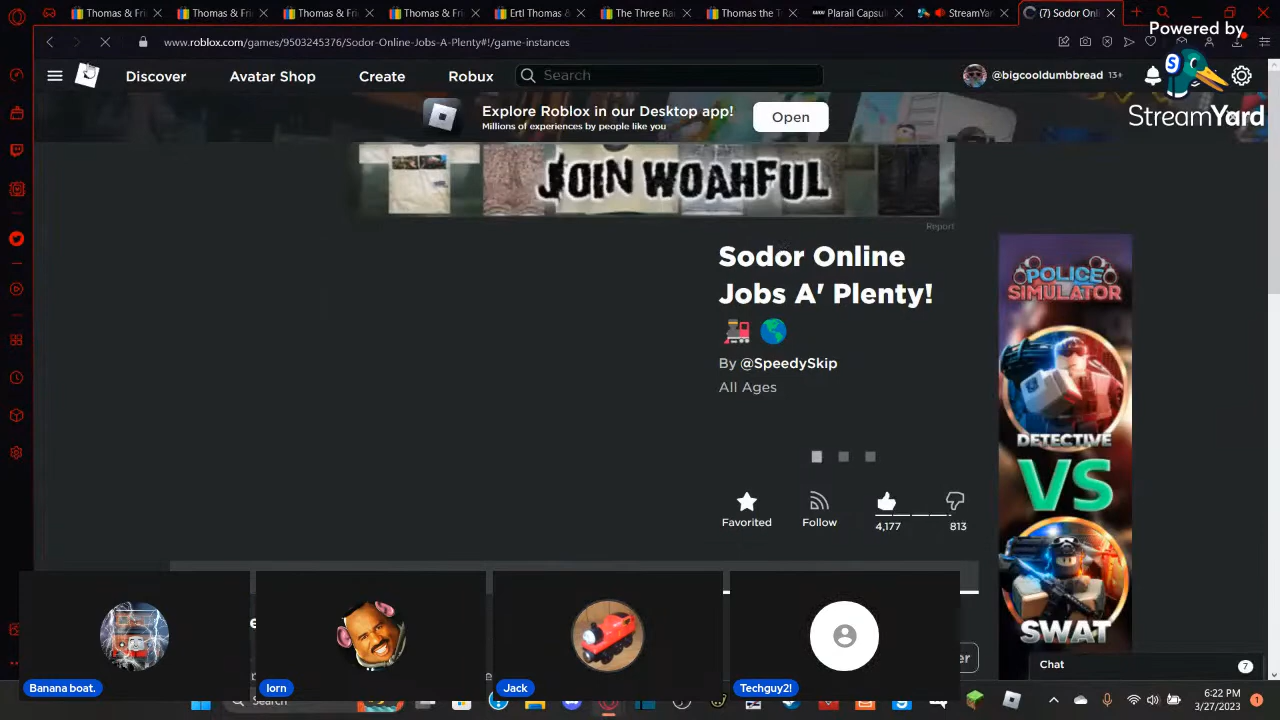 Thomas & Fri
Thomas & Fri
Thomas & Fri
Thomas & Fri
Ertl Thomas &
The Three Ra
Thomas the
Plarail Capsul
StreamYa
(7) Sodor Onli
Powered by
www.roblox.com/games/9503245376/Sodor-Online-Jobs-A-Plenty#!/game-instances
Discover
Avatar Shop
Create
Robux
Search
@bigcooldumbbread 13+
StreamYard
Explore Roblox in our Desktop app!
Millions of experiences by people like you
Open
JOIN WOAHFUL
Report
Sodor Online
Jobs A' Plenty!
By @SpeedySkip
All Ages
Favorited
Follow
4,177
813
POLICE
SIMULATOR
DETECTIVE
VS
SWAT
Banana boat.
Iorn
Jack
Techguy2!
er
Chat
7
Search
6:22 PM
3/27/2023
1